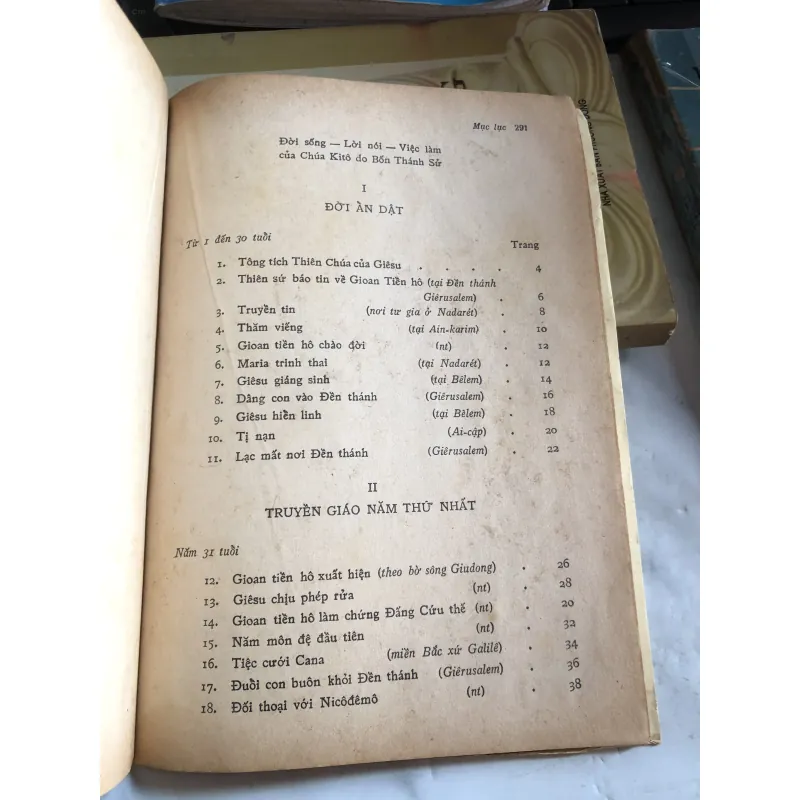 Mục lục 291
Đời sống — Lời nói — Việc làm
của Chúa Kitô do Bốn Thánh Sử
I
ĐỜI ẨN DẬT
Từ 1 đến 30 tuổi Trang
1. Tông tích Thiên Chúa của Giêsu . . . . . 4
2. Thiên sứ báo tin về Gioan Tiền hô (tại Đền thánh
Giêrusalem) . 6
3. Truyền tin (nơi tư gia ở Nadarét) . 8
4. Thăm viếng (tại Ain-karim) . 10
5. Gioan tiền hô chào đời (nt) . 12
6. Maria trinh thai (tại Nadarét) . 12
7. Giêsu giáng sinh (tại Bêlem) . 14
8. Dâng con vào Đền thánh (Giêrusalem) . 16
9. Giêsu hiển linh (tại Bêlem) . 18
10. Tị nạn (Ai-cập) . 20
11. Lạc mất nơi Đền thánh (Giêrusalem) . 22
II
TRUYỀN GIÁO NĂM THỨ NHẤT
Năm 31 tuổi
12. Gioan tiền hô xuất hiện (theo bờ sông Giudong) . 26
13. Giêsu chịu phép rửa (nt) . 28
14. Gioan tiền hô làm chứng Đấng Cứu thế (nt) . 20
15. Năm môn đệ đầu tiên (nt) . 32
16. Tiệc cưới Cana (miền Bắc xứ Galilê) . 34
17. Đuổi con buôn khỏi Đền thánh (Giêrusalem) . 36
18. Đối thoại với Nicôđêmô (nt) . 38
NHÀ XUẤT BẢN PHƯƠNG ĐÔNG